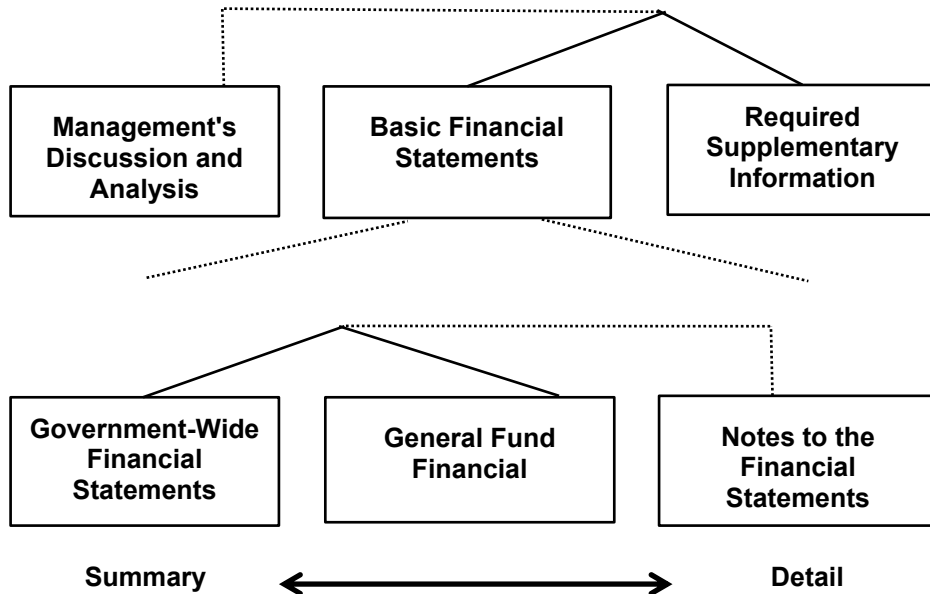 Management's
Discussion and
Analysis
Basic Financial
Statements
Required
Supplementary
Information
Government-Wide
Financial
Statements
General Fund
Financial
Notes to the
Financial
Statements
Summary
Detail